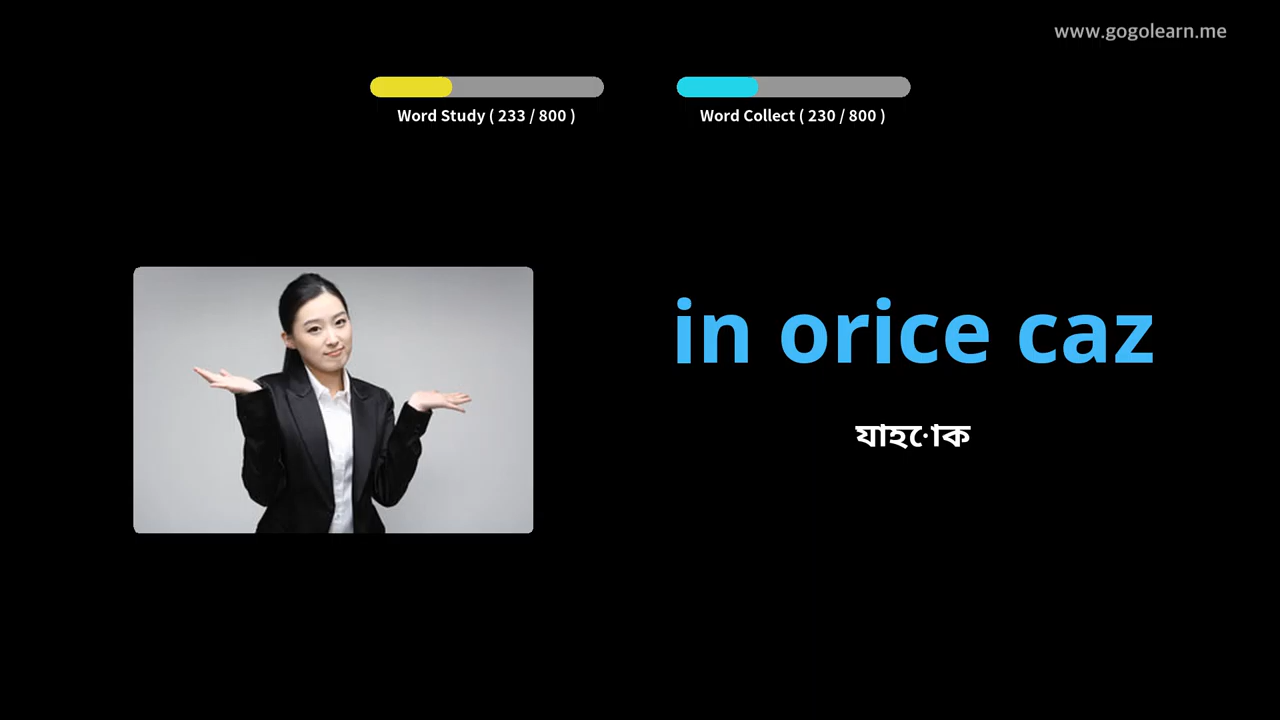 www.gogolearn.me
Word Study ( 233 / 800 )
Word Collect ( 230 / 800 )
in orice caz
যাহোক